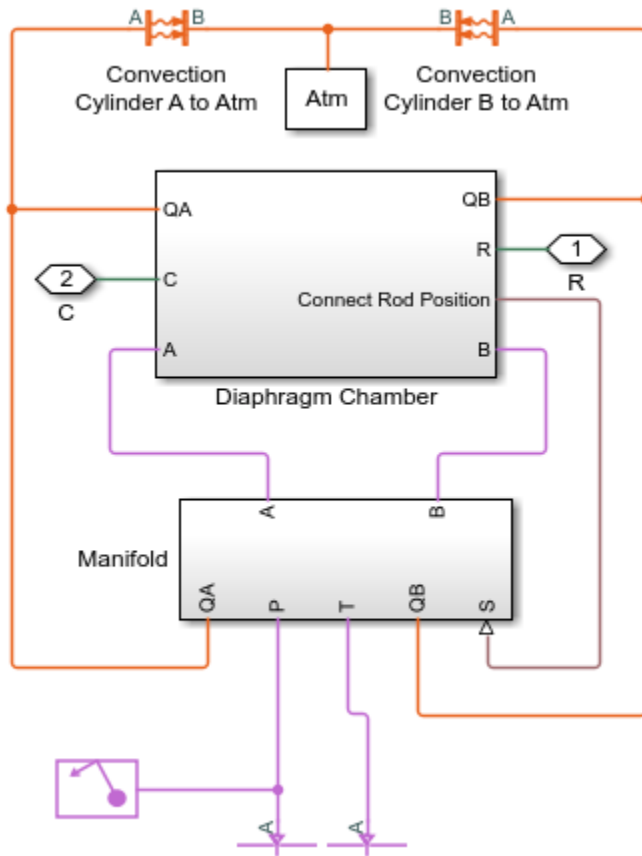 A B B A
Convection
Cylinder A to Atm
Atm
Convection
Cylinder B to Atm
QA QB
2 C R 1
C R
Connect Rod Position
A B
Diaphragm Chamber
A B
Manifold
QA P T QB S
A A